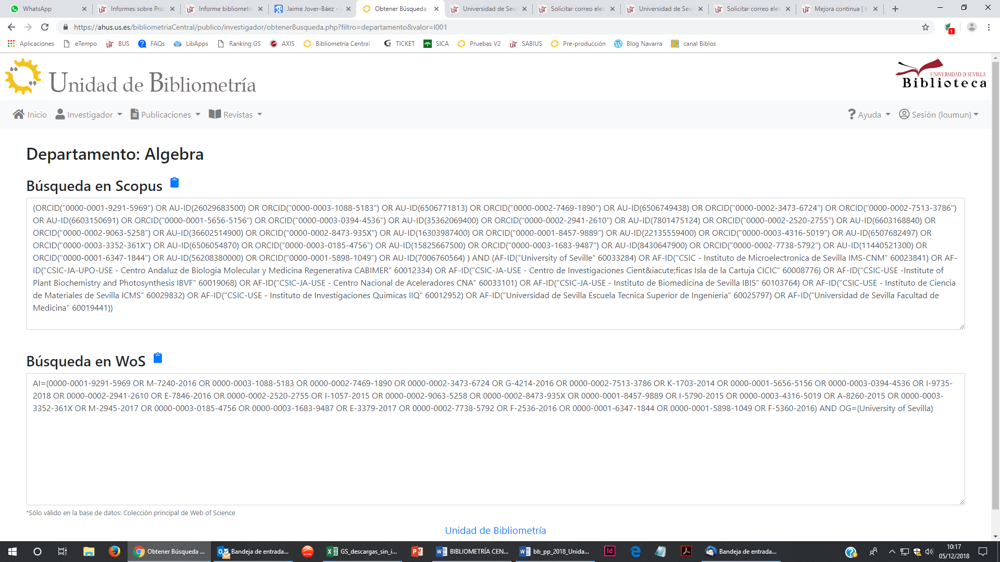 WhatsApp
Informes sobre Pro
Informe bibliometri
Jaime Jover-Báez -
Obtener Búsqueda
Universidad de Sevi
Solicitar correo elec
Universidad de Sevi
Solicitar correo elec
Mejora continua | I
https://ahus.us.es/bibliometriaCentral/publico/investigador/obtenerBusqueda.php?filtro=departamento&valor=I001
1
Aplicaciones eTempo BUS FAQs LibApps Ranking GS AXIS Bibliometría Central TICKET SICA Pruebas V2 SABIUS Pre-producción Blog Navarra canal Biblos
Unidad de Bibliometría
UNIVERSIDAD D SEVILLA
Biblioteca
Inicio Investigador Publicaciones Revistas Ayuda Sesión (loumun)
Departamento: Algebra
Búsqueda en Scopus
(ORCID("0000-0001-9291-5969") OR AU-ID(26029683500) OR ORCID("0000-0003-1088-5183") OR AU-ID(6506771813) OR ORCID("0000-0002-7469-1890") OR AU-ID(6506749438) OR ORCID("0000-0002-3473-6724") OR ORCID("0000-0002-7513-3786")
OR AU-ID(6603150691) OR ORCID("0000-0001-5656-5156") OR ORCID("0000-0003-0394-4536") OR AU-ID(35362069400) OR ORCID("0000-0002-2941-2610") OR AU-ID(7801475124) OR ORCID("0000-0002-2520-2755") OR AU-ID(6603168840) OR
ORCID("0000-0002-9063-5258") OR AU-ID(36602514900) OR ORCID("0000-0002-8473-935X") OR AU-ID(16303987400) OR ORCID("0000-0001-8457-9889") OR AU-ID(22135559400) OR ORCID("0000-0003-4316-5019") OR AU-ID(6507682497) OR
ORCID("0000-0003-3352-361X") OR AU-ID(6506054870) OR ORCID("0000-0003-0185-4756") OR AU-ID(15825667500) OR ORCID("0000-0003-1683-9487") OR AU-ID(8430647900) OR ORCID("0000-0002-7738-5792") OR AU-ID(11440521300) OR
ORCID("0000-0001-6347-1844") OR AU-ID(56208380000) OR ORCID("0000-0001-5898-1049") OR AU-ID(7006760564) ) AND (AF-ID("University of Seville" 60033284) OR AF-ID("CSIC - Instituto de Microelectronica de Sevilla IMS-CNM" 60023841) OR AF-
ID("CSIC-JA-UPO-USE - Centro Andaluz de Biologia Molecular y Medicina Regenerativa CABIMER" 60012334) OR AF-ID("CSIC-JA-USE - Centro de Investigaciones Cient&iacute;ficas Isla de la Cartuja CICIC" 60008776) OR AF-ID("CSIC-USE -Institute of
Plant Biochemistry and Photosynthesis IBVF" 60019068) OR AF-ID("CSIC-JA-USE - Centro Nacional de Aceleradores CNA" 60033101) OR AF-ID("CSIC-JA-USE - Instituto de Biomedicina de Sevilla IBIS" 60103764) OR AF-ID("CSIC-USE - Instituto de Ciencia
de Materiales de Sevilla ICMS" 60029832) OR AF-ID("CSIC-USE - Instituto de Investigaciones Quimicas IIQ" 60012952) OR AF-ID("Universidad de Sevilla Escuela Tecnica Superior de Ingenieria" 60025797) OR AF-ID("Universidad de Sevilla Facultad de
Medicina" 60019441))
Búsqueda en WoS
AI=(0000-0001-9291-5969 OR M-7240-2016 OR 0000-0003-1088-5183 OR 0000-0002-7469-1890 OR 0000-0002-3473-6724 OR G-4214-2016 OR 0000-0002-7513-3786 OR K-1703-2014 OR 0000-0001-5656-5156 OR 0000-0003-0394-4536 OR I-9735-
2018 OR 0000-0002-2941-2610 OR E-7846-2016 OR 0000-0002-2520-2755 OR I-1057-2015 OR 0000-0002-9063-5258 OR 0000-0002-8473-935X OR 0000-0001-8457-9889 OR I-5790-2015 OR 0000-0003-4316-5019 OR A-8260-2015 OR 0000-0003-
3352-361X OR M-2945-2017 OR 0000-0003-0185-4756 OR 0000-0003-1683-9487 OR E-3379-2017 OR 0000-0002-7738-5792 OR F-2536-2016 OR 0000-0001-6347-1844 OR 0000-0001-5898-1049 OR F-5360-2016) AND OG=(University of Sevilla)
*Sólo válido en la base de datos: Colección principal de Web of Science
Unidad de Bibliometría
Obtener Búsqueda ... Bandeja de entrada... GS_descargas_sin_i... BIBLIOMETRÍA CEN... bb_pp_2018_Unida... Id Bandeja de entrada...
10:17
05/12/2018